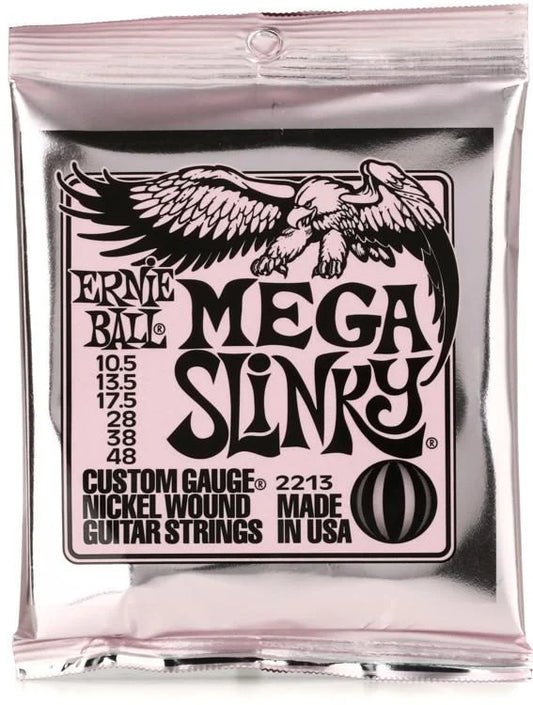 ERNiE
BALL®
MEGA
SLiNKY®
10.5
13.5
17.5
28
38
48
CUSTOM GAUGE®
NICKEL WOUND
GUITAR STRINGS
2213
MADE
IN USA